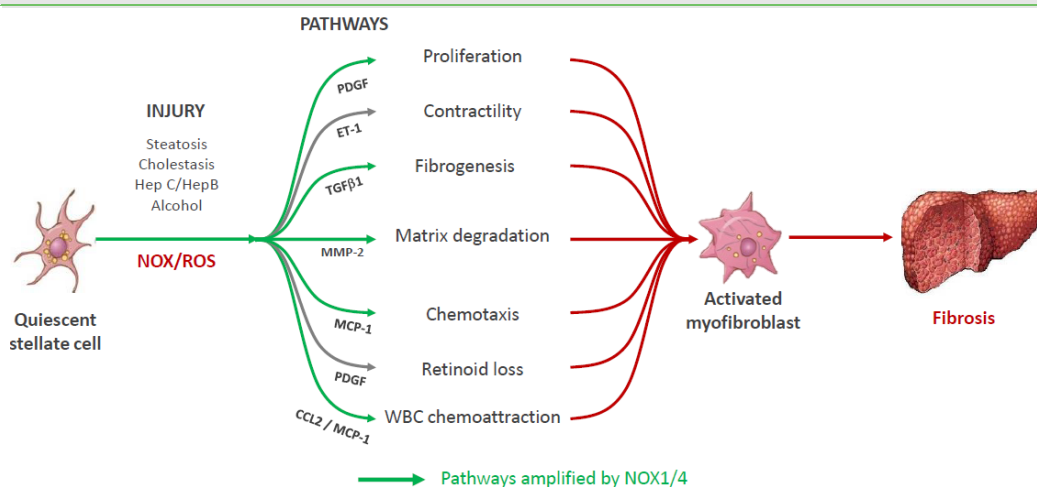 PATHWAYS
INJURY
Steatosis
Cholestasis
Hep C/HepB
Alcohol
NOX/ROS
Quiescent
stellate cell
PDGF
Proliferation
ET-1
Contractility
TGFβ1
Fibrogenesis
MMP-2
Matrix degradation
MCP-1
Chemotaxis
PDGF
Retinoid loss
CCL2 / MCP-1
WBC chemoattraction
Activated
myofibroblast
Fibrosis
Pathways amplified by NOX1/4